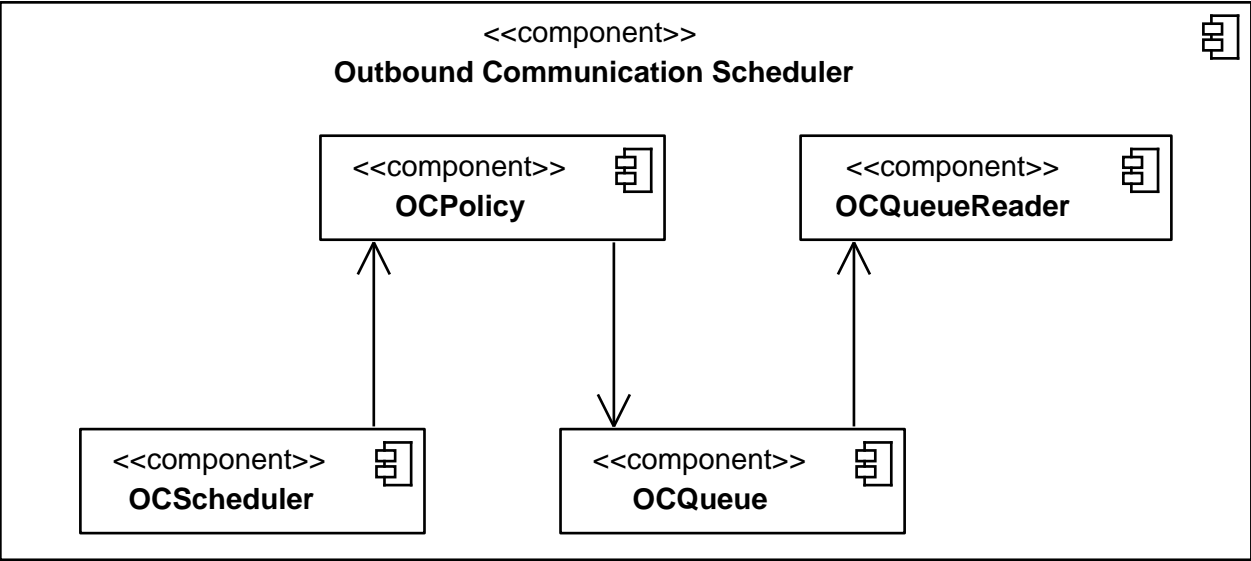 <<component>>
Outbound Communication Scheduler
<<component>>
OCPolicy
<<component>>
OCQueueReader
<<component>>
OCScheduler
<<component>>
OCQueue